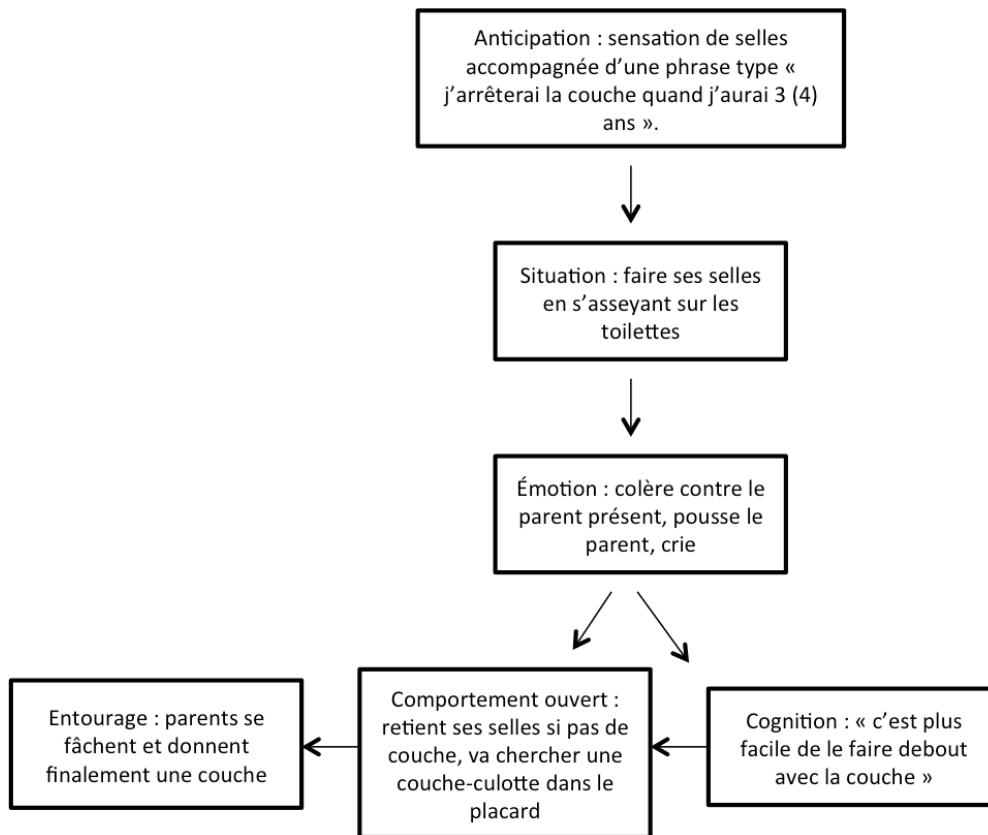 Anticipation : sensation de selles
accompagnée d’une phrase type «
j’arrêterai la couche quand j’aurai 3 (4)
ans ».
Situation : faire ses selles
en s’asseyant sur les
toilettes
Émotion : colère contre le
parent présent, pousse le
parent, crie
Entourage : parents se
fâchent et donnent
finalement une couche
Comportement ouvert :
retient ses selles si pas de
couche, va chercher une
couche-culotte dans le
placard
Cognition : « c’est plus
facile de le faire debout
avec la couche »